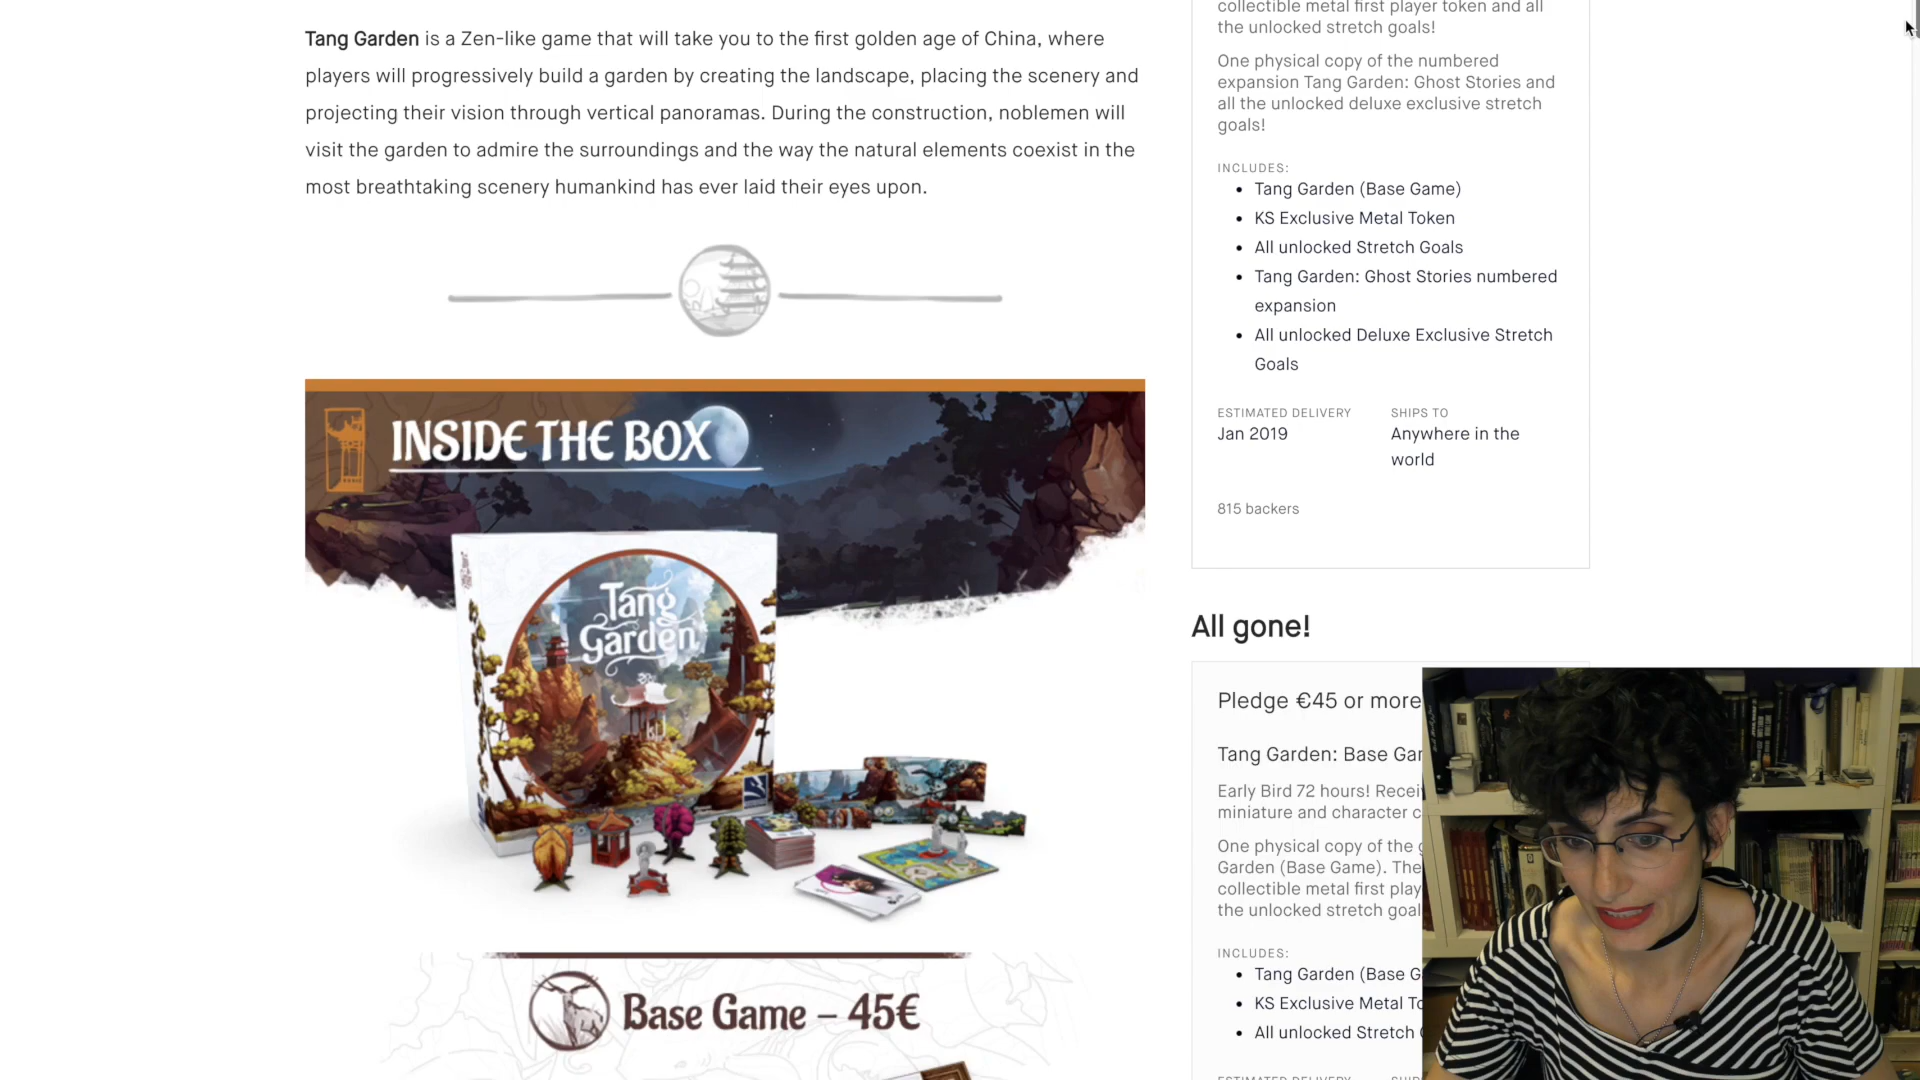 Tang Garden is a Zen-like game that will take you to the first golden age of China, where
players will progressively build a garden by creating the landscape, placing the scenery and
projecting their vision through vertical panoramas. During the construction, noblemen will
visit the garden to admire the surroundings and the way the natural elements coexist in the
most breathtaking scenery humankind has ever laid their eyes upon.
INSIDE THE BOX
Tang
Garden
Base Game – 45€
collectible metal first player token and all
the unlocked stretch goals!
One physical copy of the numbered
expansion Tang Garden: Ghost Stories and
all the unlocked deluxe exclusive stretch
goals!
INCLUDES:
• Tang Garden (Base Game)
• KS Exclusive Metal Token
• All unlocked Stretch Goals
• Tang Garden: Ghost Stories numbered
expansion
• All unlocked Deluxe Exclusive Stretch
Goals
ESTIMATED DELIVERY
Jan 2019
SHIPS TO
Anywhere in the
world
815 backers
All gone!
Pledge €45 or more
Tang Garden: Base Gar
Early Bird 72 hours! Recei
miniature and character c
One physical copy of the
Garden (Base Game). The
collectible metal first play
the unlocked stretch goal
INCLUDES:
• Tang Garden (Base G
• KS Exclusive Metal To
• All unlocked Stretch
ESTIMATED DELIVERY